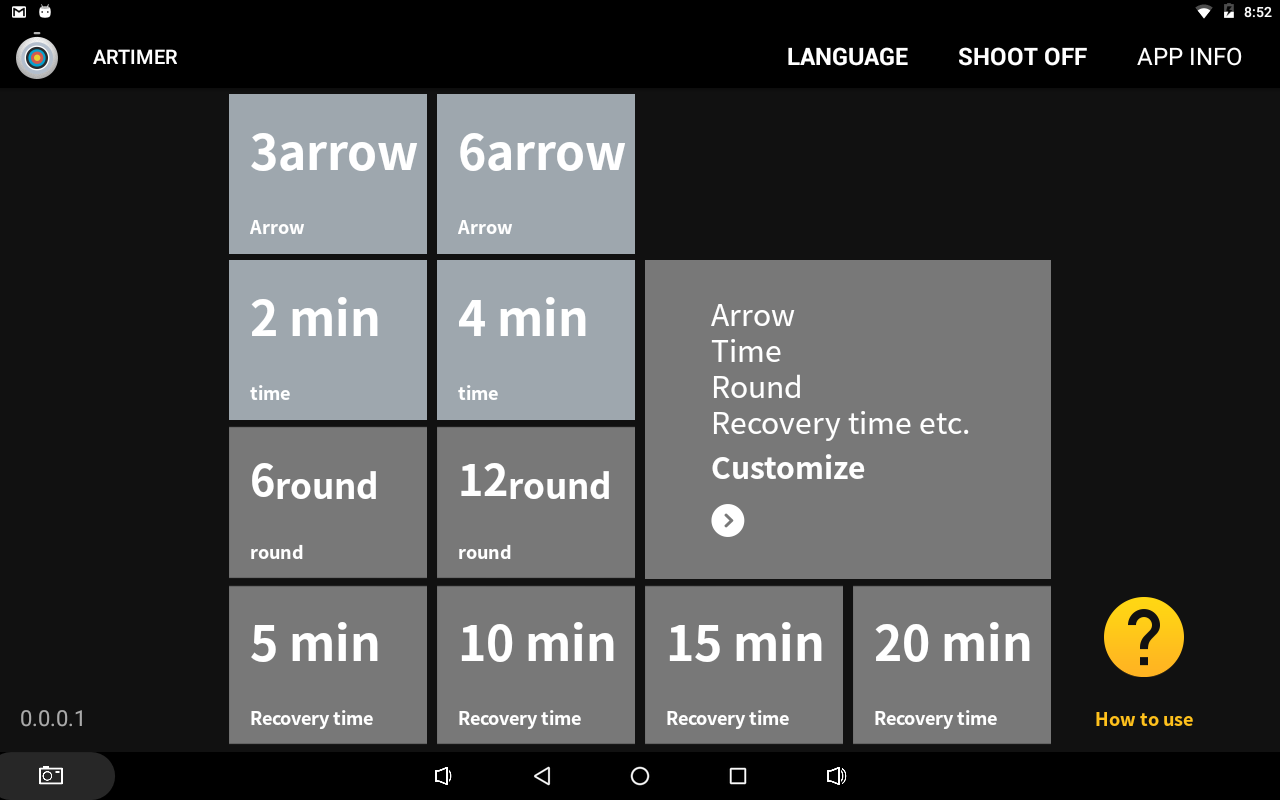 8:52
ARTIMER
LANGUAGE
SHOOT OFF
APP INFO
3arrow
Arrow
6arrow
Arrow
2 min
time
4 min
time
Arrow
Time
Round
Recovery time etc.
Customize
6round
round
12round
round
5 min
Recovery time
10 min
Recovery time
15 min
Recovery time
20 min
Recovery time
How to use
0.0.0.1